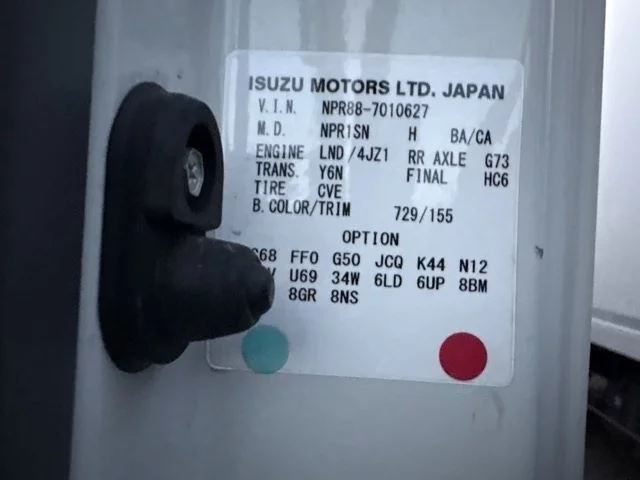 ISUZU MOTORS LTD. JAPAN
V.I.N. NPR88-7010627
M.D. NPR1SN H BA/CA
ENGINE LND/4JZ1 RR AXLE G73
TRANS. Y6N FINAL HC6
TIRE CVE
B.COLOR/TRIM 729/155
OPTION
FF0 G50 JCQ K44 N12
U69 34W 6LD 6UP 8BM
8GR 8NS